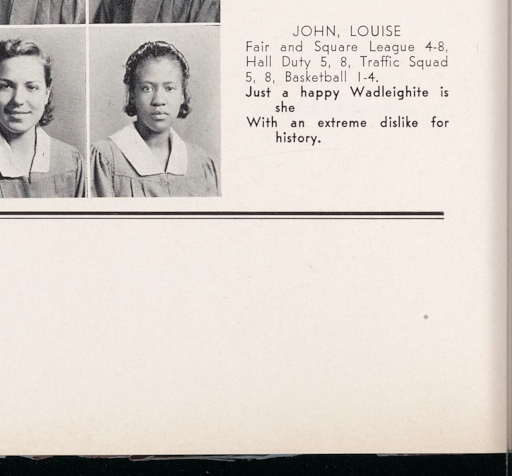 JOHN, LOUISE
Fair and Square League 4-8,
Hall Duty 5, 8, Traffic Squad
5, 8, Basketball 1-4.
Just a happy Wadleighite is
she
With an extreme dislike for
history.